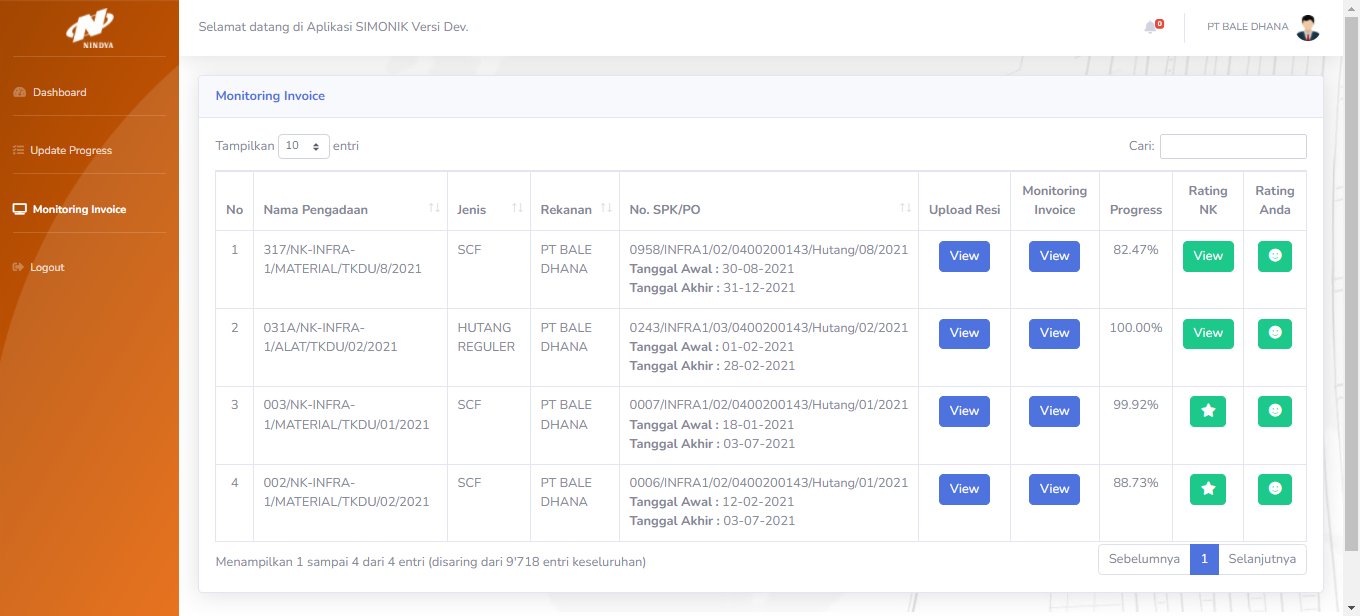 NINDYA
Selamat datang di Aplikasi SIMONIK Versi Dev.
0
PT BALE DHANA
Dashboard
Update Progress
Monitoring Invoice
Logout
Monitoring Invoice
Tampilkan 10 entri
Cari:
No Nama Pengadaan Jenis Rekanan No. SPK/PO Upload Resi Monitoring Invoice Progress Rating NK Rating Anda
1 317/NK-INFRA- SCF PT BALE 0958/INFRA1/02/0400200143/Hutang/08/2021 View View 82.47% View
1/MATERIAL/TKDU/8/2021 DHANA Tanggal Awal : 30-08-2021
Tanggal Akhir : 31-12-2021
2 031A/NK-INFRA- HUTANG PT BALE 0243/INFRA1/03/0400200143/Hutang/02/2021 View View 100.00% View
1/ALAT/TKDU/02/2021 REGULER DHANA Tanggal Awal : 01-02-2021
Tanggal Akhir : 28-02-2021
3 003/NK-INFRA- SCF PT BALE 0007/INFRA1/02/0400200143/Hutang/01/2021 View View 99.92%
1/MATERIAL/TKDU/01/2021 DHANA Tanggal Awal : 18-01-2021
Tanggal Akhir : 03-07-2021
4 002/NK-INFRA- SCF PT BALE 0006/INFRA1/02/0400200143/Hutang/01/2021 View View 88.73%
1/MATERIAL/TKDU/02/2021 DHANA Tanggal Awal : 12-02-2021
Tanggal Akhir : 03-07-2021
Menampilkan 1 sampai 4 dari 4 entri (disaring dari 9'718 entri keseluruhan)
Sebelumnya 1 Selanjutnya